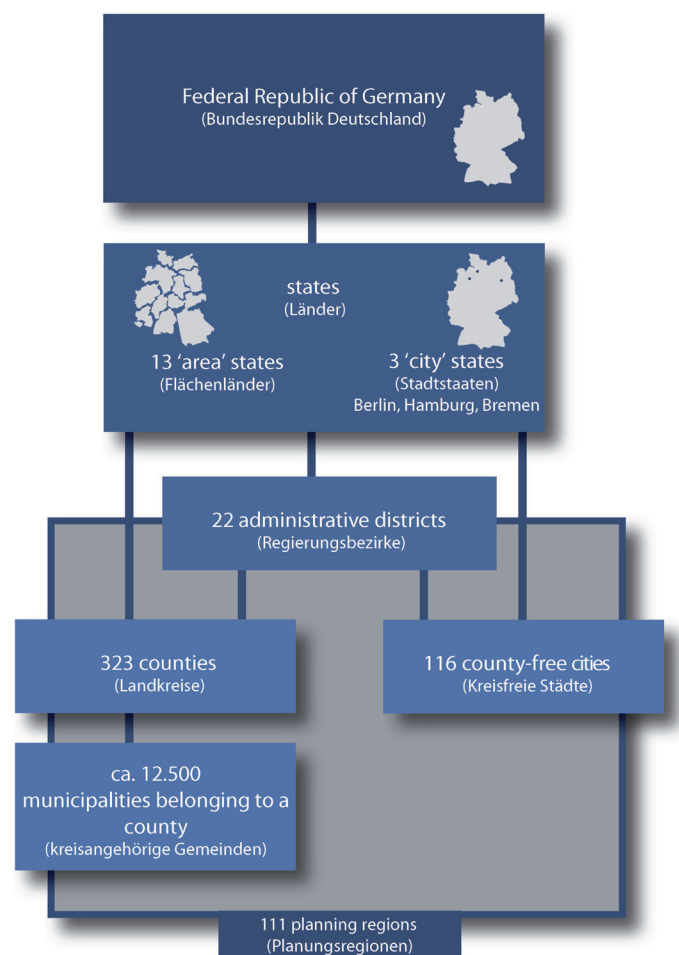 Federal Republic of Germany
(Bundesrepublik Deutschland)
states
(Länder)
13 ‘area’ states
(Flächenländer)
3 ‘city’ states
(Stadtstaaten)
Berlin, Hamburg, Bremen
22 administrative districts
(Regierungsbezirke)
323 counties
(Landkreise)
116 county-free cities
(Kreisfreie Städte)
ca. 12.500
municipalities belonging to a
county
(kreisangehörige Gemeinden)
111 planning regions
(Planungsregionen)